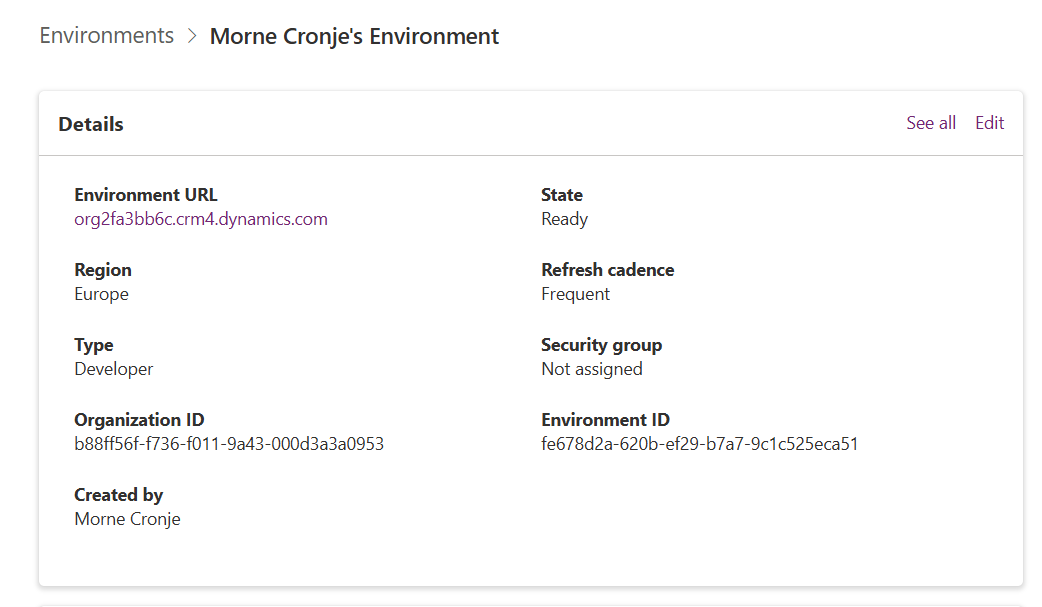 Environments > Morne Cronje's Environment
Details
See all Edit
Environment URL
org2fa3bb6c.crm4.dynamics.com
State
Ready
Region
Europe
Refresh cadence
Frequent
Type
Developer
Security group
Not assigned
Organization ID
b88ff56f-f736-f011-9a43-000d3a3a0953
Environment ID
fe678d2a-620b-ef29-b7a7-9c1c525eca51
Created by
Morne Cronje